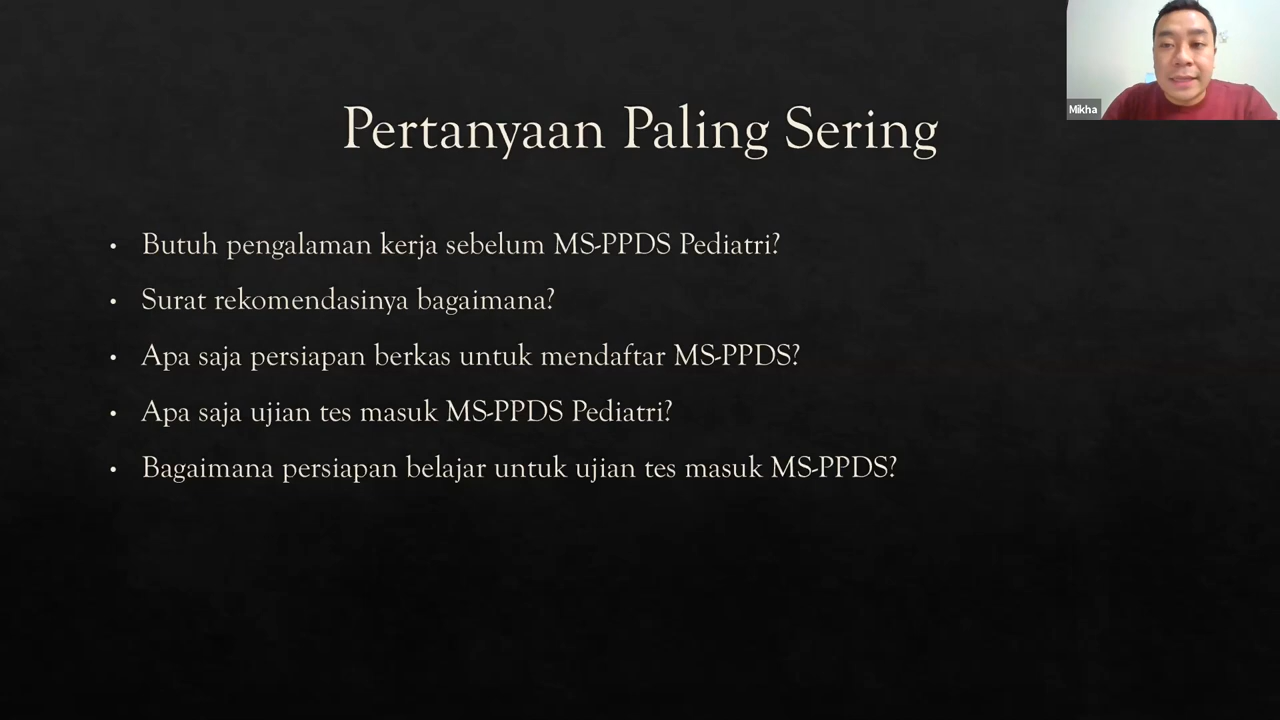 Mikha
Pertanyaan Paling Sering
• Butuh pengalaman kerja sebelum MS-PPDS Pediatri?
• Surat rekomendasinya bagaimana?
• Apa saja persiapan berkas untuk mendaftar MS-PPDS?
• Apa saja ujian tes masuk MS-PPDS Pediatri?
• Bagaimana persiapan belajar untuk ujian tes masuk MS-PPDS?